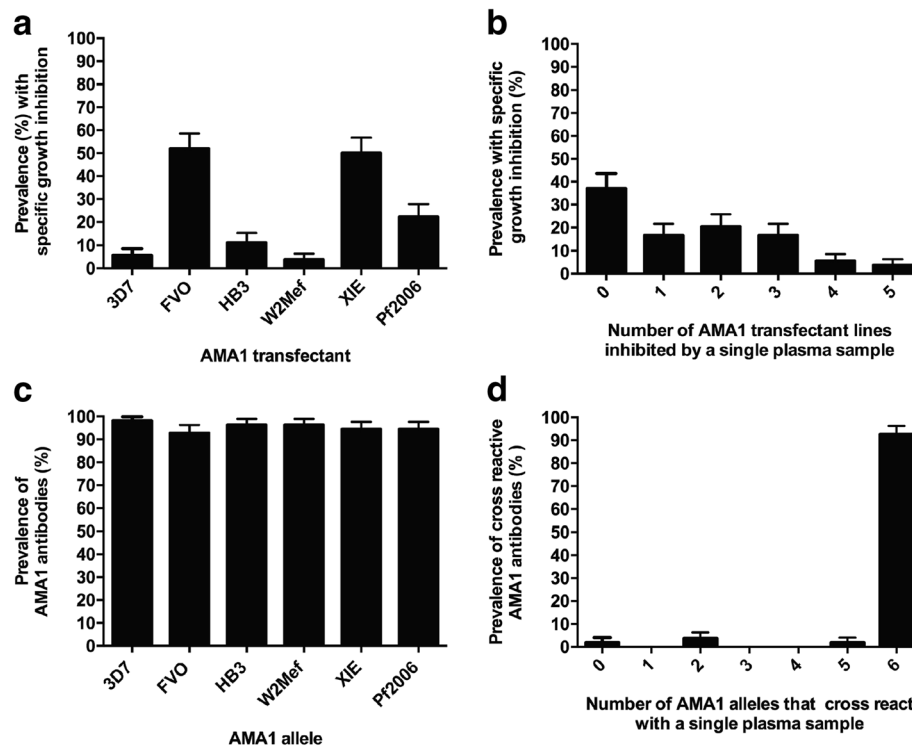 a
Prevalence (%) with
specific growth inhibition
100
90
80
70
60
50
40
30
20
10
0
3D7
FVO
HB3
W2Mef
XIE
Pf2006
AMA1 transfectant
b
Prevalence with specific
growth inhibition (%)
100
90
80
70
60
50
40
30
20
10
0
0
1
2
3
4
5
Number of AMA1 transfectant lines
inhibited by a single plasma sample
c
Prevalence of
AMA1 antibodies (%)
100
90
80
70
60
50
40
30
20
10
0
3D7
FVO
HB3
W2Mef
XIE
Pf2006
AMA1 allele
d
Prevalence of cross reactive
AMA1 antibodies (% )
100
90
80
70
60
50
40
30
20
10
0
0
1
2
3
4
5
6
Number of AMA1 alleles that cross react
with a single plasma sample